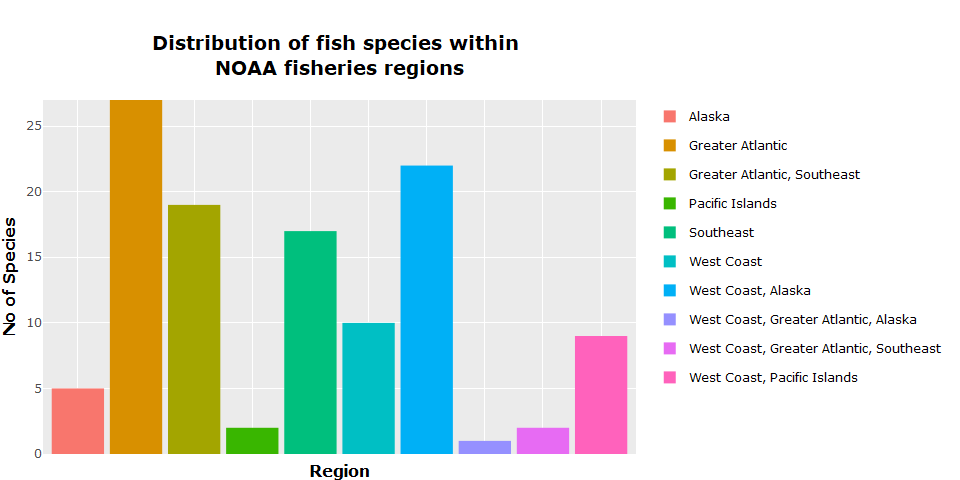 Distribution of fish species within
NOAA fisheries regions
No of Species
25
20
15
10
5
0
Region
Alaska
Greater Atlantic
Greater Atlantic, Southeast
Pacific Islands
Southeast
West Coast
West Coast, Alaska
West Coast, Greater Atlantic, Alaska
West Coast, Greater Atlantic, Southeast
West Coast, Pacific Islands